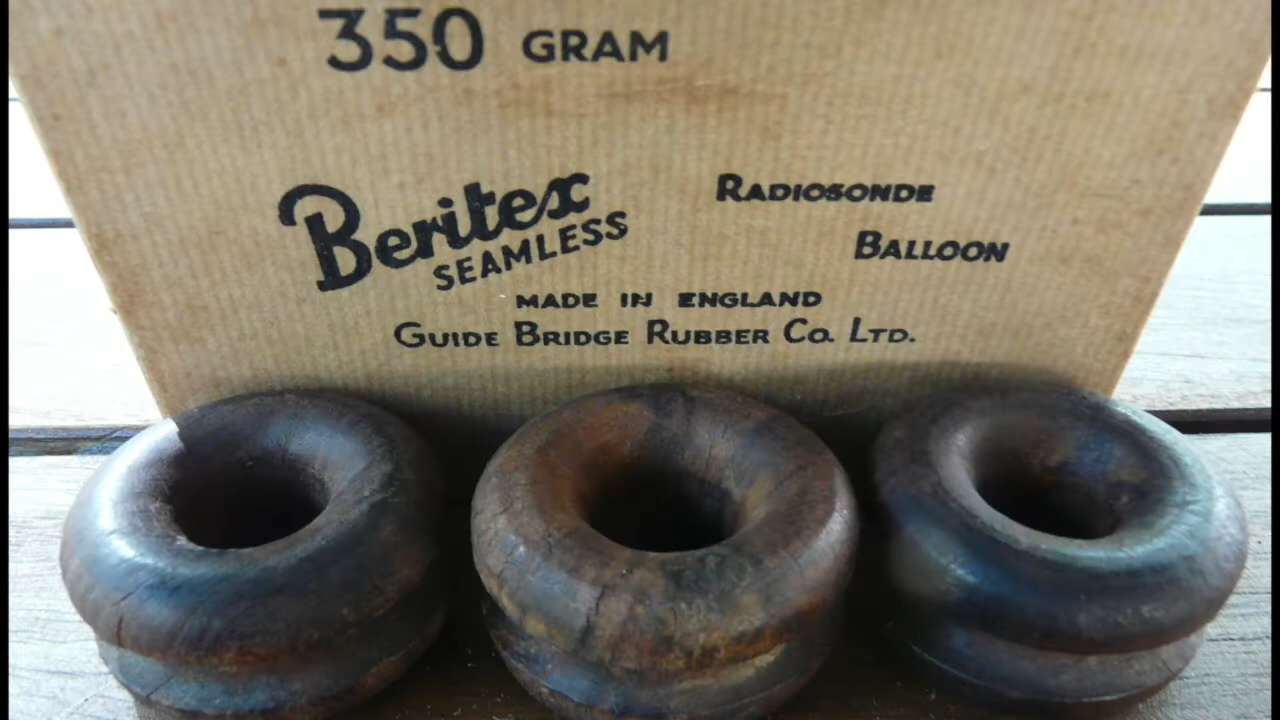 350 GRAM
Beritex
SEAMLESS
RADIOSONDE
BALLOON
MADE IN ENGLAND
GUIDE BRIDGE RUBBER CO. LTD.